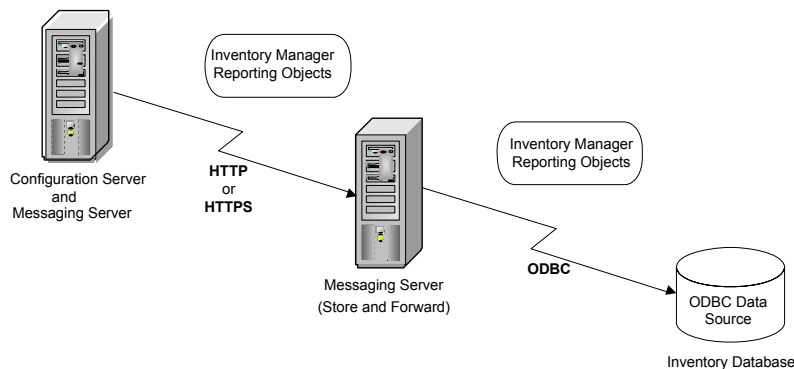 Inventory Manager
Reporting Objects
Inventory Manager
Reporting Objects
Configuration Server
and
Messaging Server
HTTP
or
HTTPS
Messaging Server
(Store and Forward)
ODBC
ODBC Data
Source
Inventory Database